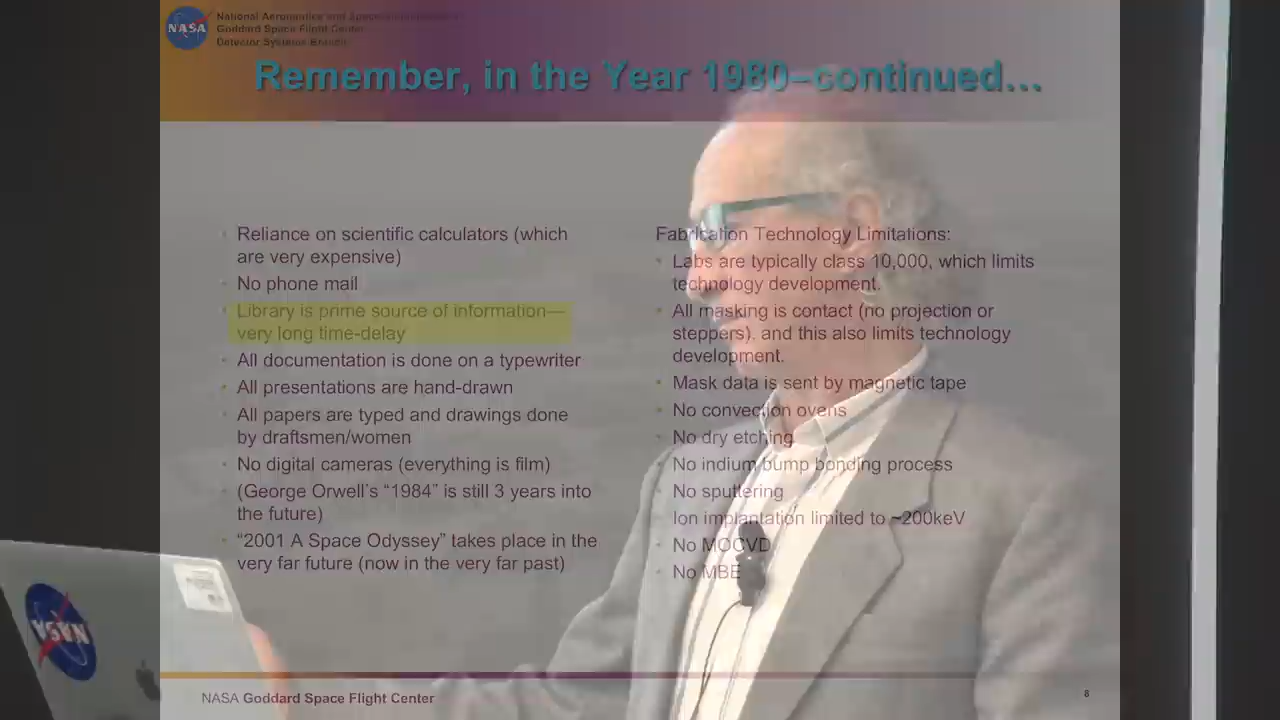 NASA
National Aeronautics and Space Administration
Goddard Space Flight Center
Detector Systems Branch
Remember, in the Year 1980–continued…
Reliance on scientific calculators (which
are very expensive)
No phone mail
Library is prime source of information—
very long time-delay
All documentation is done on a typewriter
All presentations are hand-drawn
All papers are typed and drawings done
by draftsmen/women
No digital cameras (everything is film)
(George Orwell's “1984” is still 3 years into
the future)
“2001 A Space Odyssey” takes place in the
very far future (now in the very far past)
Fabrication Technology Limitations:
Labs are typically class 10,000, which limits
technology development.
All masking is contact (no projection or
steppers). and this also limits technology
development.
Mask data is sent by magnetic tape
No convection ovens
No dry etching
No indium bump bonding process
No sputtering
Ion implantation limited to ~200keV
No MOCVD
No MBE
NASA
NASA Goddard Space Flight Center
8